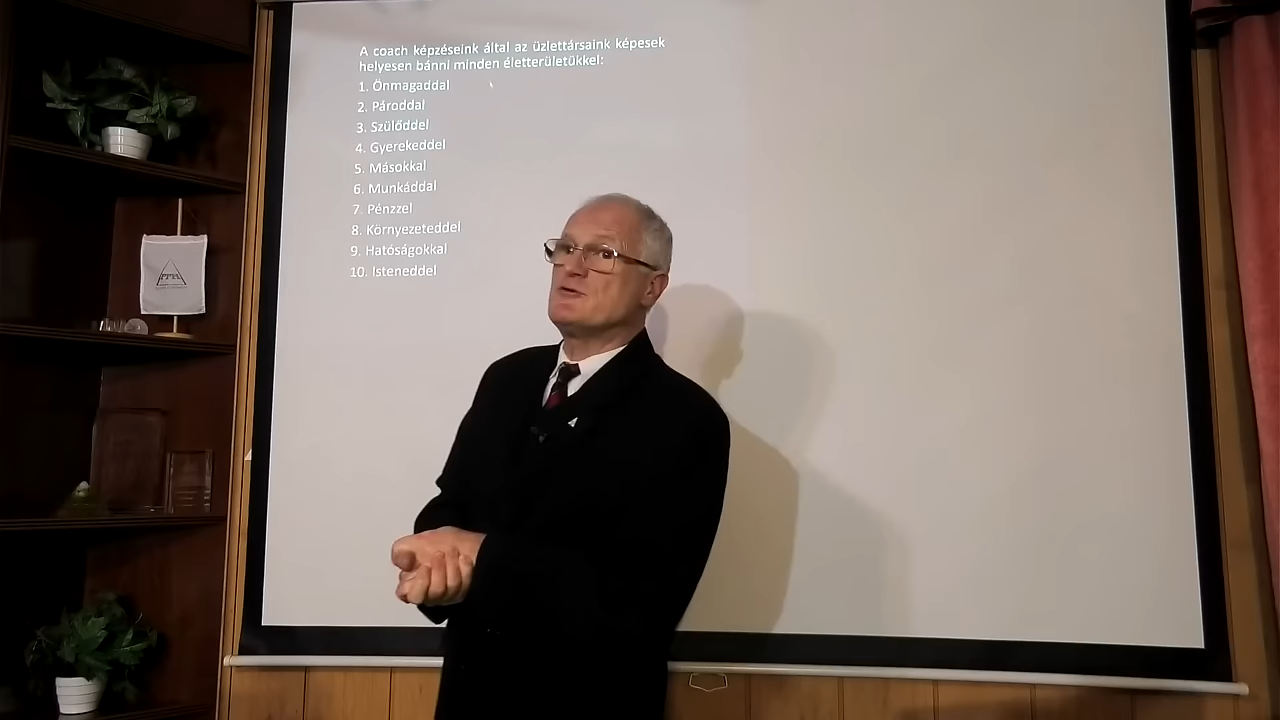 A coach képzéseink által az üzlettársaink képesek
helyesen bánni minden életterületükkel:
1. Önmagaddal
2. Pároddal
3. Szülőddel
4. Gyerekeddel
5. Másokkal
6. Munkáddal
7. Pénzzel
8. Környezeteddel
9. Hatóságokkal
10. Isteneddel